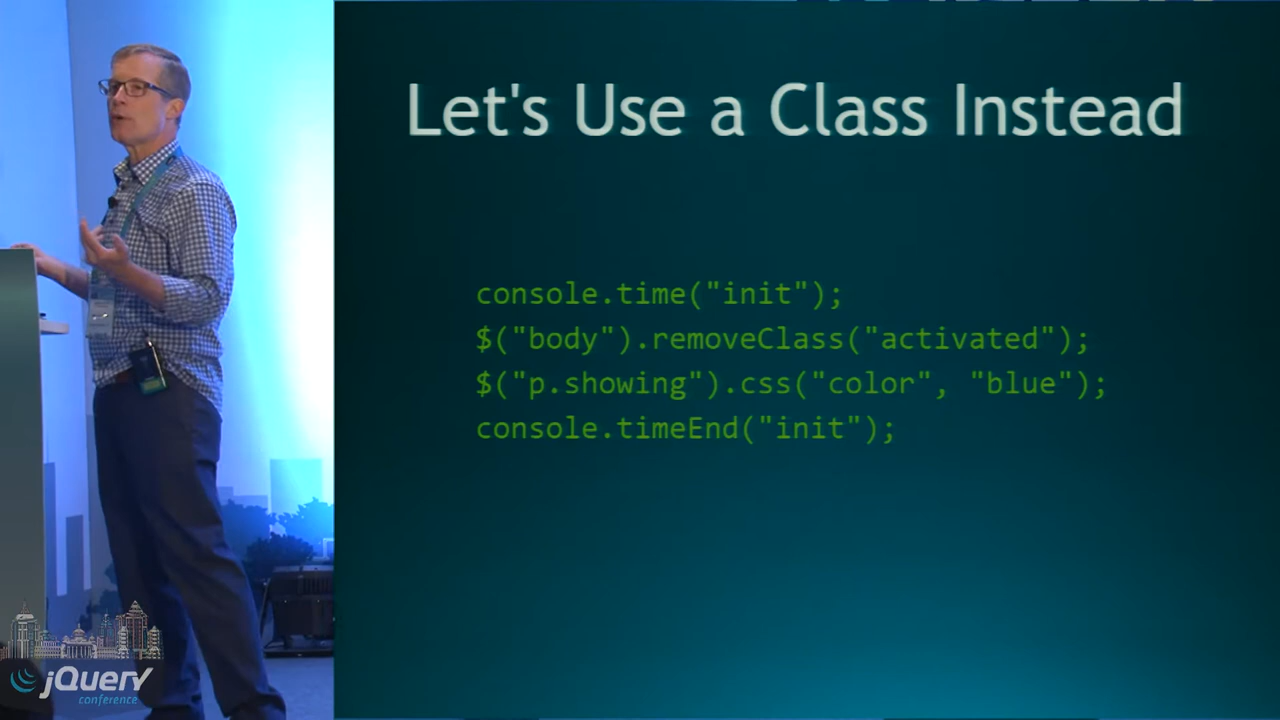 Let's Use a Class Instead
console.time("init");
$("body").removeClass("activated");
$("p.showing").css("color", "blue");
console.timeEnd("init");
jQuery
conference